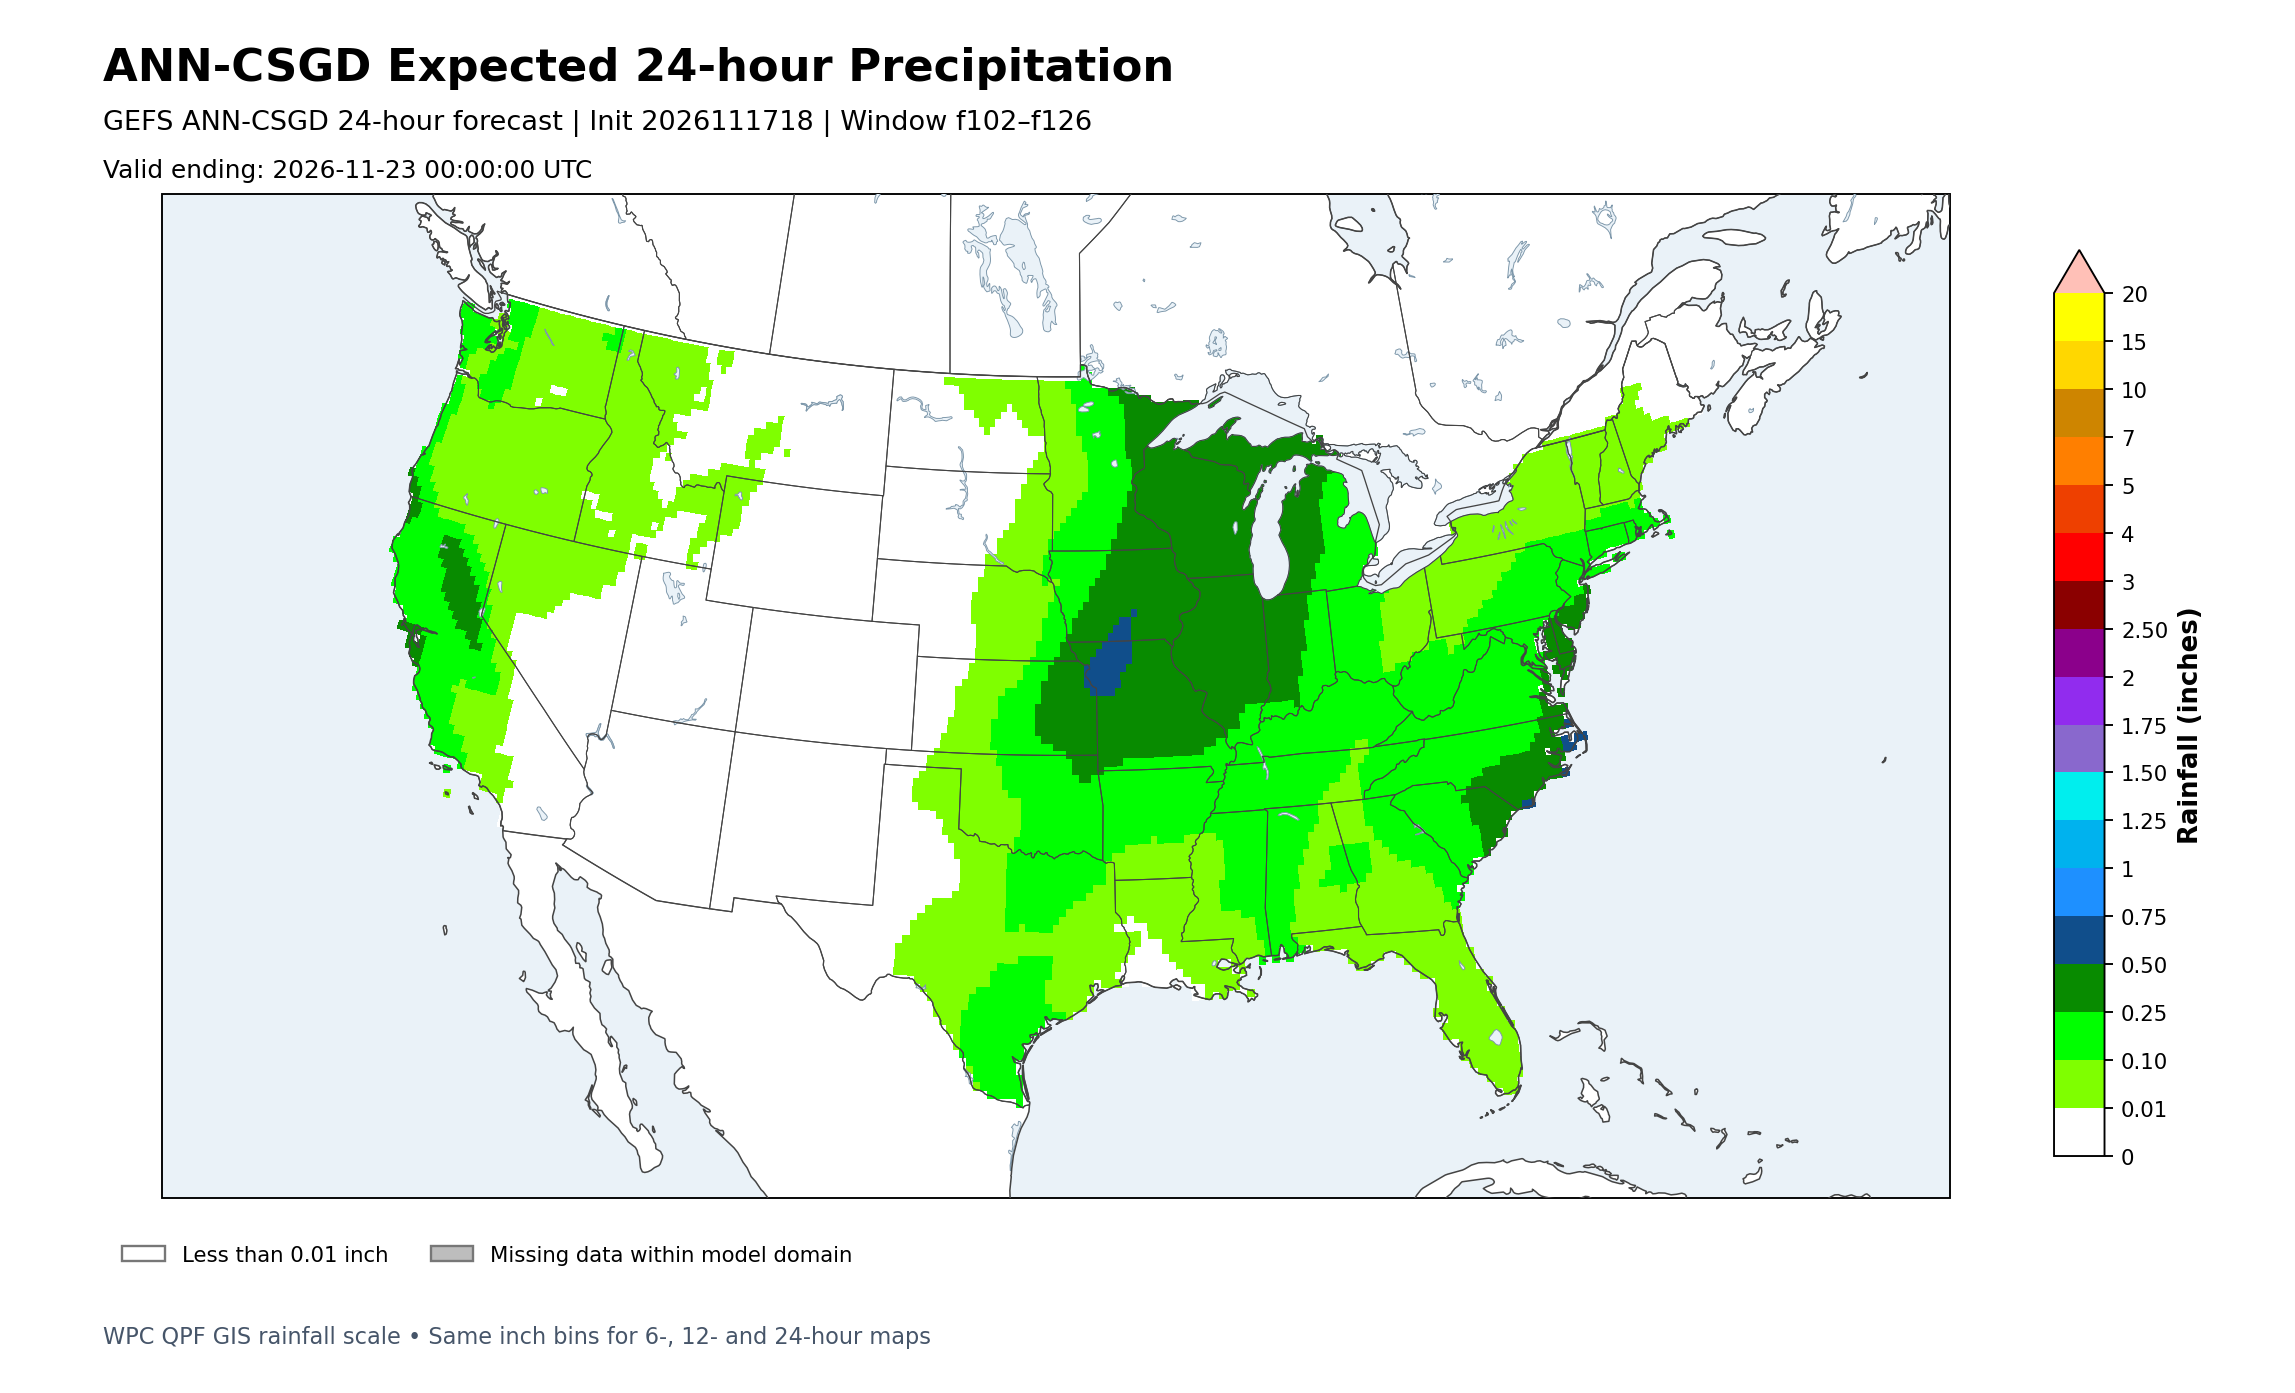 ANN-CSGD Expected 24-hour Precipitation
GEFS ANN-CSGD 24-hour forecast | Init 2026111718 | Window f102–f126
Valid ending: 2026-11-23 00:00:00 UTC
20
15
10
7
5
4
3
2.50
2
1.75
1.50
1.25
1
0.75
0.50
0.25
0.10
0.01
0
Rainfall (inches)
Less than 0.01 inch
Missing data within model domain
WPC QPF GIS rainfall scale • Same inch bins for 6-, 12- and 24-hour maps